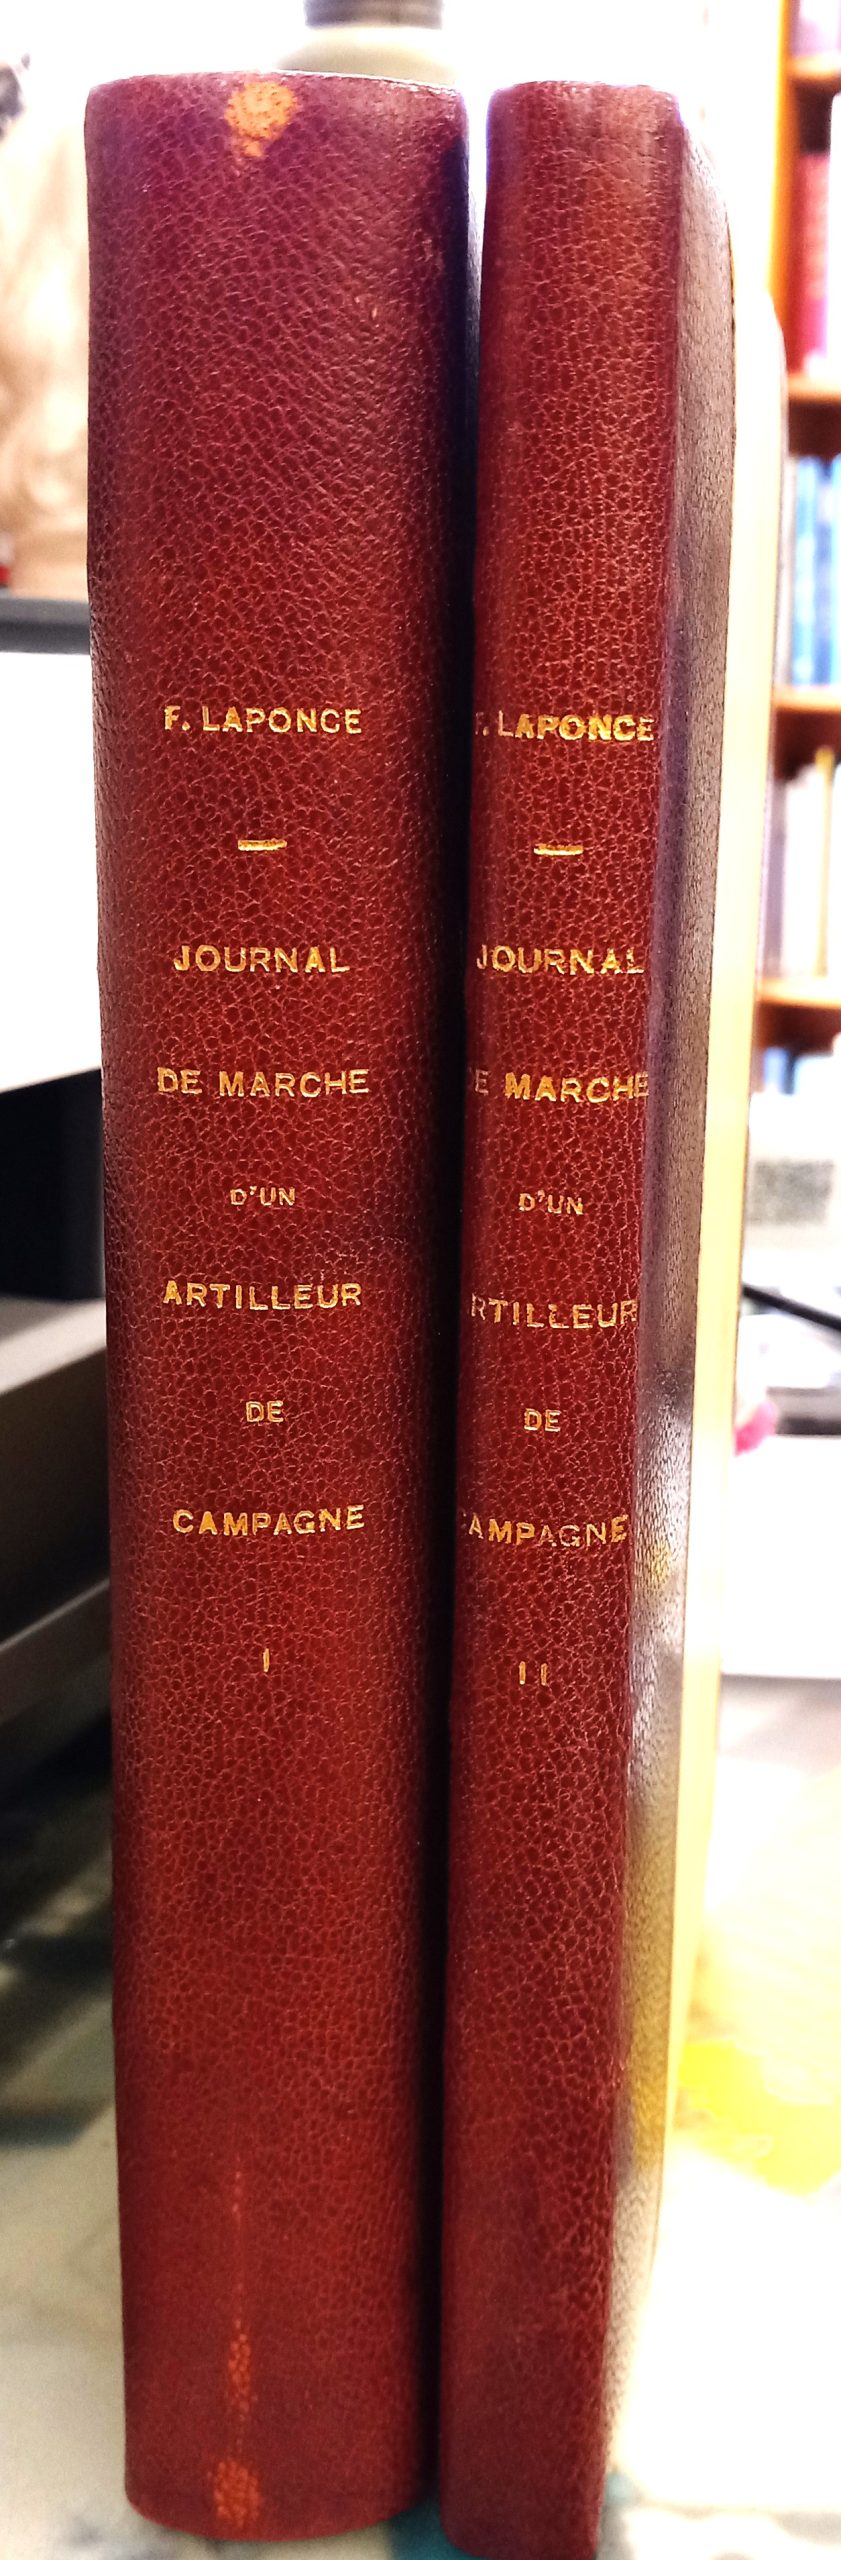 F. LAPONCE
JOURNAL
DE MARCHE
D'UN
ARTILLEUR
DE
CAMPAGNE
I
F. LAPONCE
JOURNAL
DE MARCHE
D'UN
ARTILLEUR
DE
CAMPAGNE
II